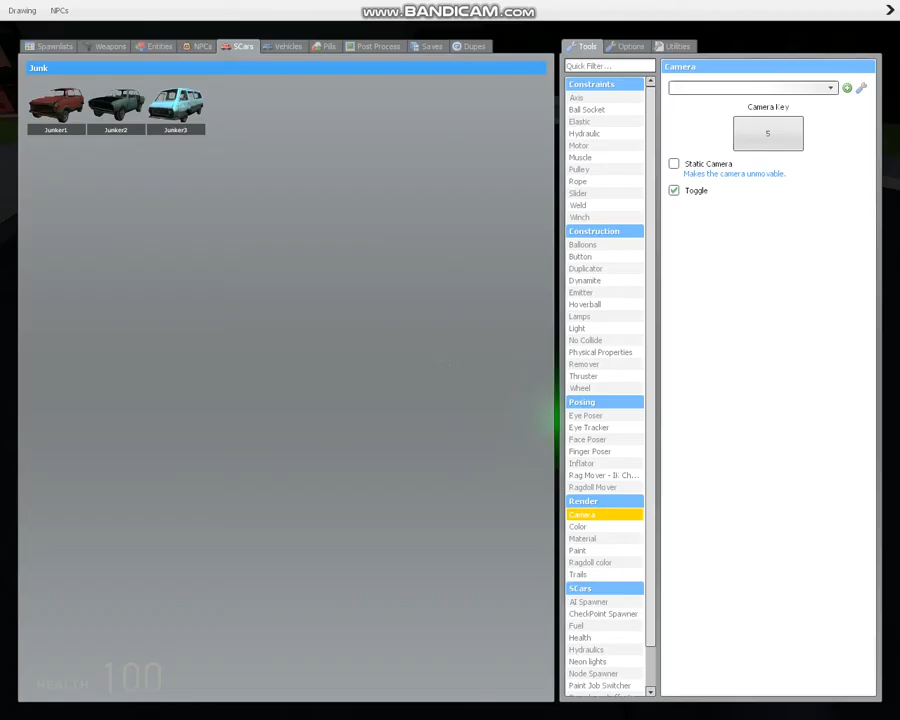 Drawing NPCs
www.BANDICAM.com
Spawnlists Weapons Entities NPCs SCars Vehicles Pills Post Process Saves Dupes
Tools Options Utilities
Junk
Junker1 Junker2 Junker3
HEALTH 100
Quick Filter...
Constraints
Axis
Ball Socket
Elastic
Hydraulic
Motor
Muscle
Pulley
Rope
Slider
Weld
Winch
Construction
Balloons
Button
Duplicator
Dynamite
Emitter
Hoverball
Lamps
Light
No Collide
Physical Properties
Remover
Thruster
Wheel
Posing
Eye Poser
Eye Tracker
Face Poser
Finger Poser
Inflator
Rag Mover - IK Ch...
Ragdoll Mover
Render
Camera
Color
Material
Paint
Ragdoll color
Trails
SCars
AI Spawner
CheckPoint Spawner
Fuel
Health
Hydraulics
Neon lights
Node Spawner
Paint Job Switcher
Camera
Camera Key
5
Static Camera
Makes the camera unmovable.
Toggle